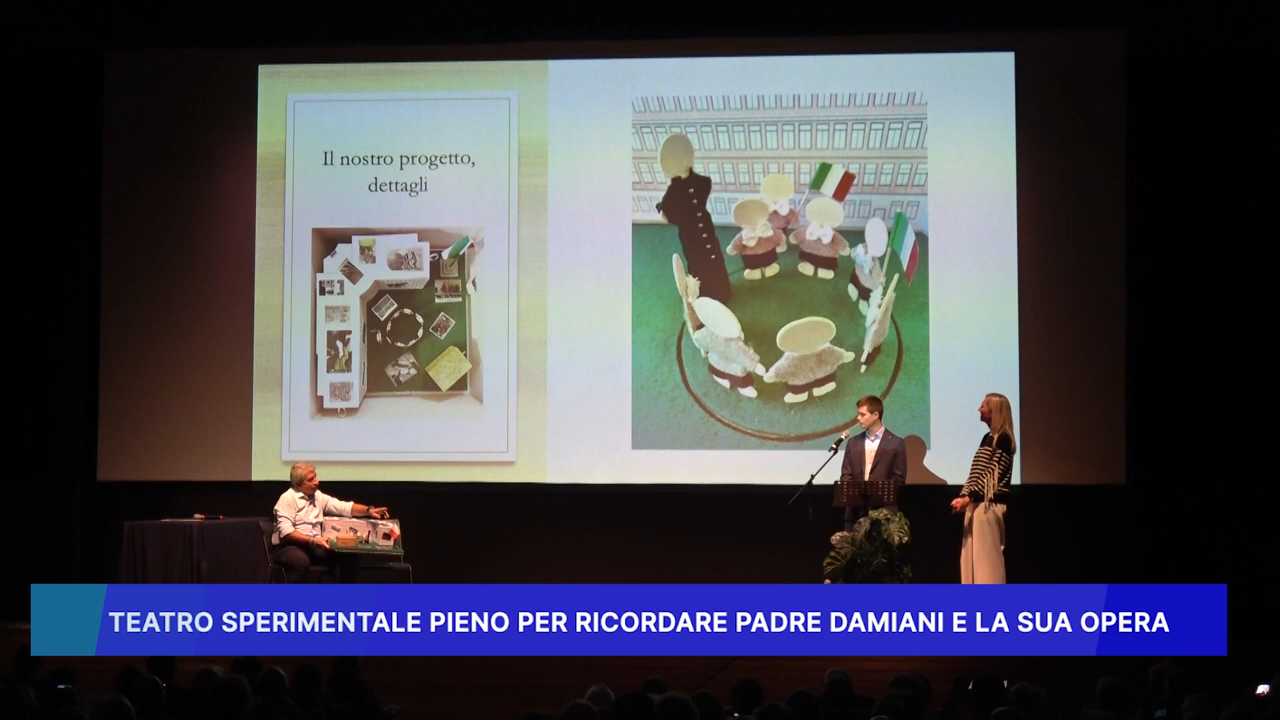 Il nostro progetto,
dettagli
TEATRO SPERIMENTALE PIENO PER RICORDARE PADRE DAMIANI E LA SUA OPERA